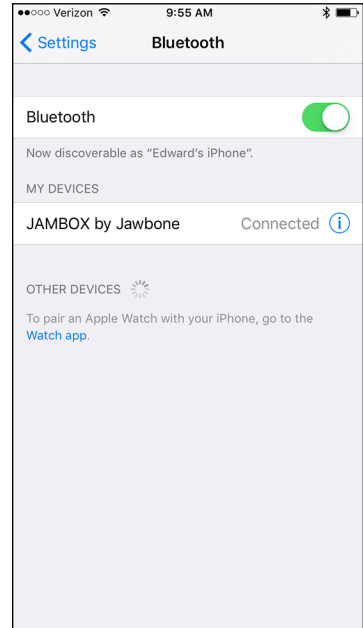 Verizon 9:55 AM
Settings Bluetooth
Bluetooth
Now discoverable as “Edward’s iPhone”.
MY DEVICES
JAMBOX by Jawbone Connected i
OTHER DEVICES
To pair an Apple Watch with your iPhone, go to the
Watch app.